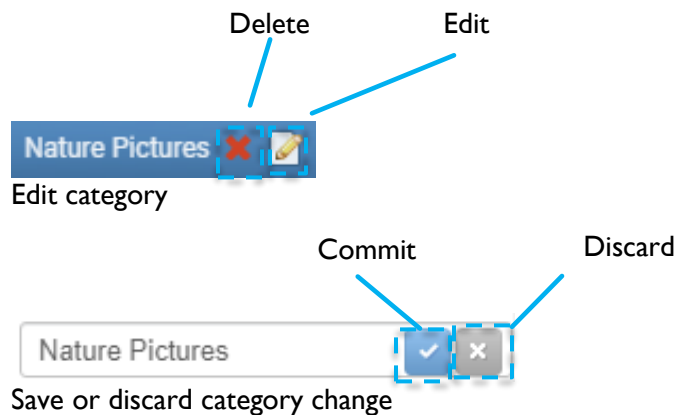 Delete Edit
Nature Pictures
Edit category
Commit Discard
Nature Pictures
Save or discard category change